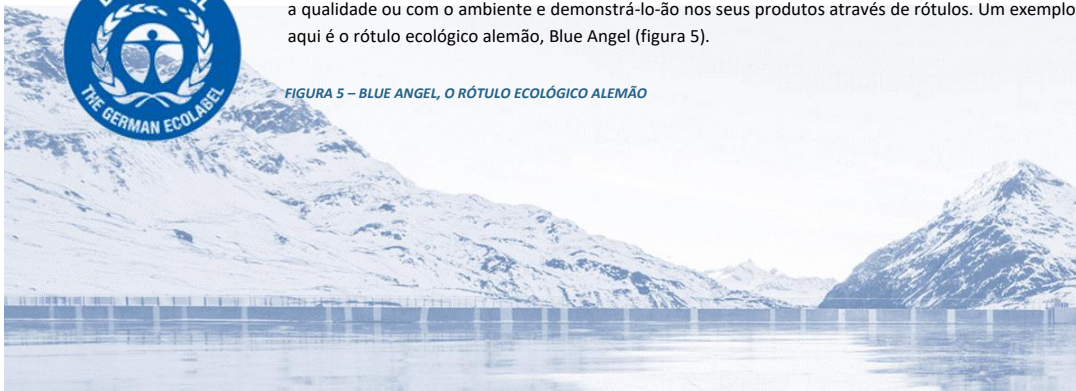 a qualidade ou com o ambiente e demonstrá-lo-ão nos seus produtos através de rótulos. Um exemplo
aqui é o rótulo ecológico alemão, Blue Angel (figura 5).
FIGURA 5 – BLUE ANGEL, O RÓTULO ECOLÓGICO ALEMÃO
THE GERMAN ECOLABEL